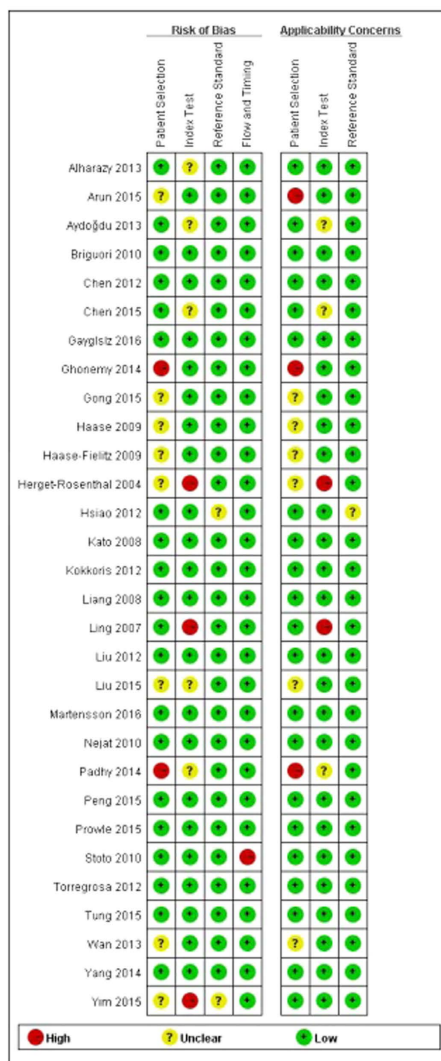 Risk of Bias Applicability Concerns
Patient Selection
Index Test
Reference Standard
Flow and Timing
Patient Selection
Index Test
Reference Standard
Alharazy 2013 + ? + + + + +
Arun 2015 ? + + + - + +
Aydoğdu 2013 + ? + + + ? +
Briguori 2010 + + + + + + +
Chen 2012 + + + + + + +
Chen 2015 + ? + + + ? +
GaygIsIz 2016 + + + + + + +
Ghonemy 2014 - + + + - + +
Gong 2015 ? + + + ? + +
Haase 2009 ? + + + ? + +
Haase-Fielitz 2009 ? + + + ? + +
Herget-Rosenthal 2004 ? - + + ? - +
Hsiao 2012 + + ? + + + ?
Kato 2008 + + + + + + +
Kokkoris 2012 + + + + + + +
Liang 2008 + + + + + + +
Ling 2007 + - + + + - +
Liu 2012 + + + + + + +
Liu 2015 ? ? + + ? + +
Martensson 2016 + + + + + + +
Nejat 2010 + + + + + + +
Padhy 2014 - ? + + - ? +
Peng 2015 + + + + + + +
Prowle 2015 + + + + + + +
Stoto 2010 + + + - + + +
Torregrosa 2012 + + + + + + +
Tung 2015 + + + + + + +
Wan 2013 ? + + + ? + +
Yang 2014 + + + + + + +
Yim 2015 ? - ? + + + +
- High ? Unclear + Low